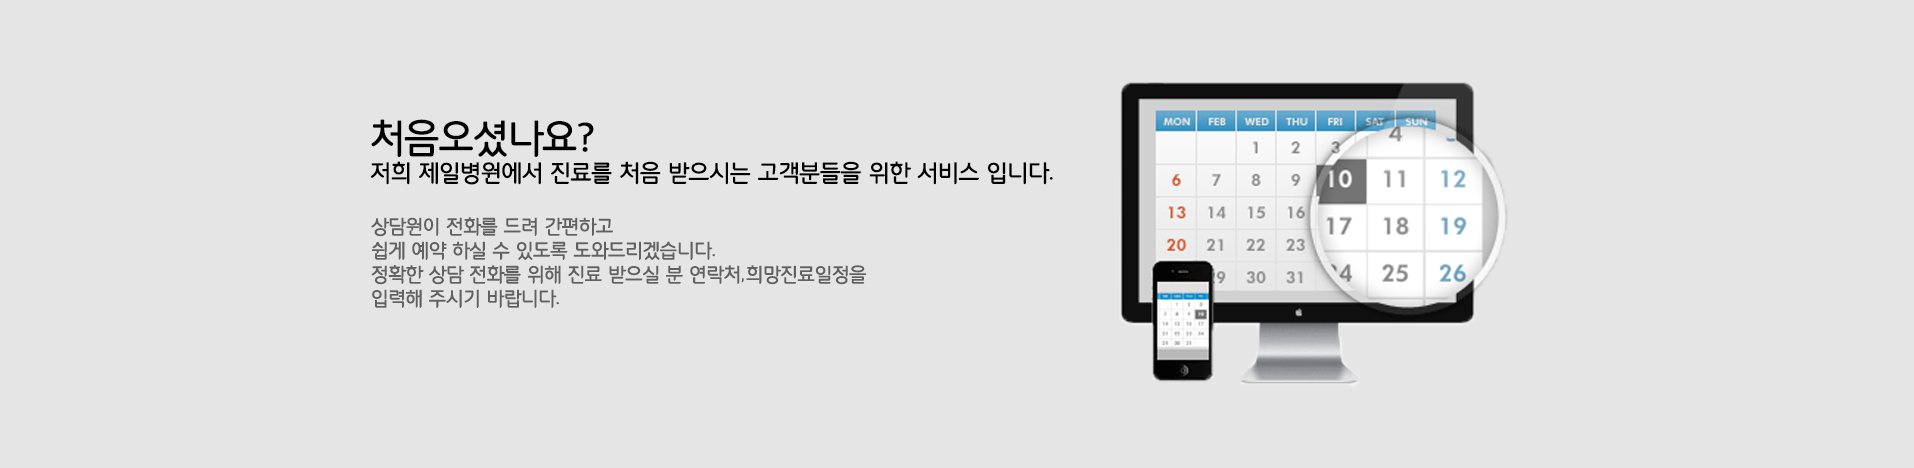 처음오셨나요?
저희 제일병원에서 진료를 처음 받으시는 고객분들을 위한 서비스 입니다.
상담원이 전화를 드려 간편하고
쉽게 예약 하실 수 있도록 도와드리겠습니다.
정확한 상담 전화를 위해 진료 받으실 분 연락처,희망진료일정을
입력해 주시기 바랍니다.
MON FEB WED THU FRI SAT SUN
1 2 3 4
6 7 8 9 10 11 12
13 14 15 16 17 18 19
20 21 22 23 24 25 26
30 31